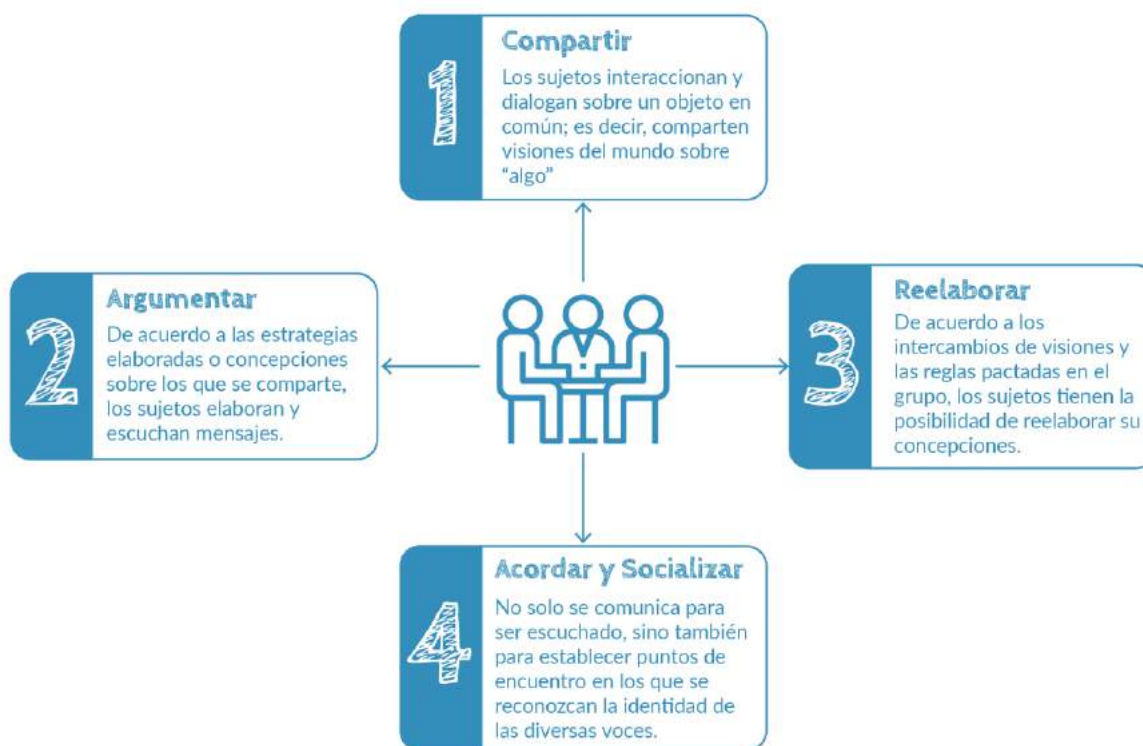 1
Compartir
Los sujetos interaccionan y
dialogan sobre un objeto en
común; es decir, comparten
visiones del mundo sobre
“algo”
2
Argumentar
De acuerdo a las estrategias
elaboradas o concepciones
sobre los que se comparte,
los sujetos elaboran y
escuchan mensajes.
3
Reelaborar
De acuerdo a los
intercambios de visiones y
las reglas pactadas en el
grupo, los sujetos tienen la
posibilidad de reelaborar su
concepciones.
4
Acordar y Socializar
No solo se comunica para
ser escuchado, sino también
para establecer puntos de
encuentro en los que se
reconozcan la identidad de
las diversas voces.